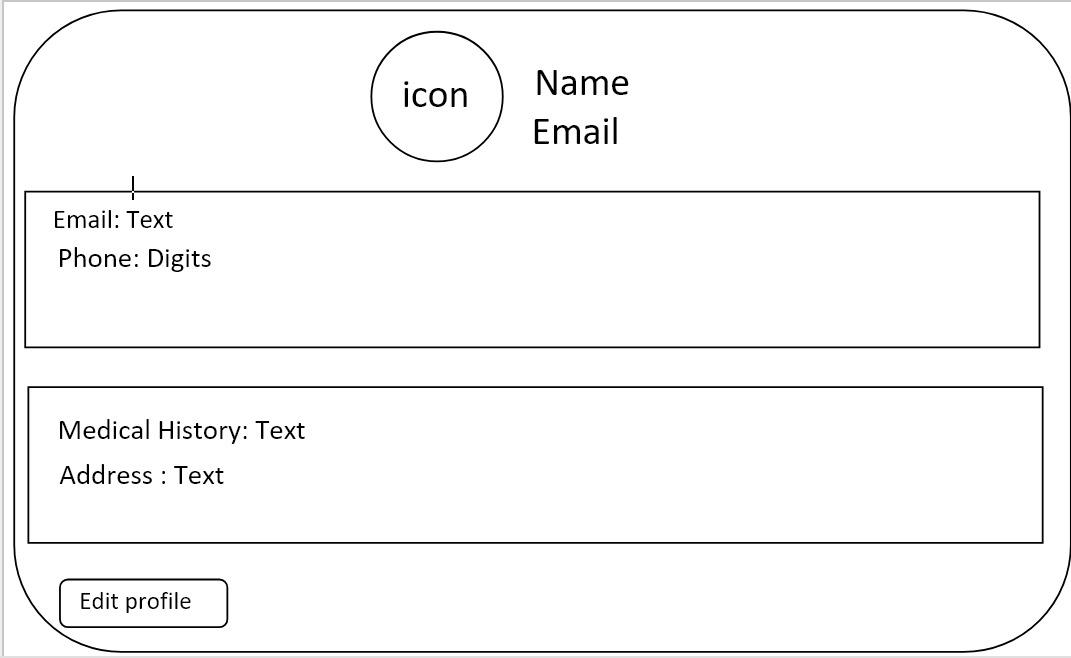 icon
Name
Email
Email: Text
Phone: Digits
Medical History: Text
Address : Text
Edit profile